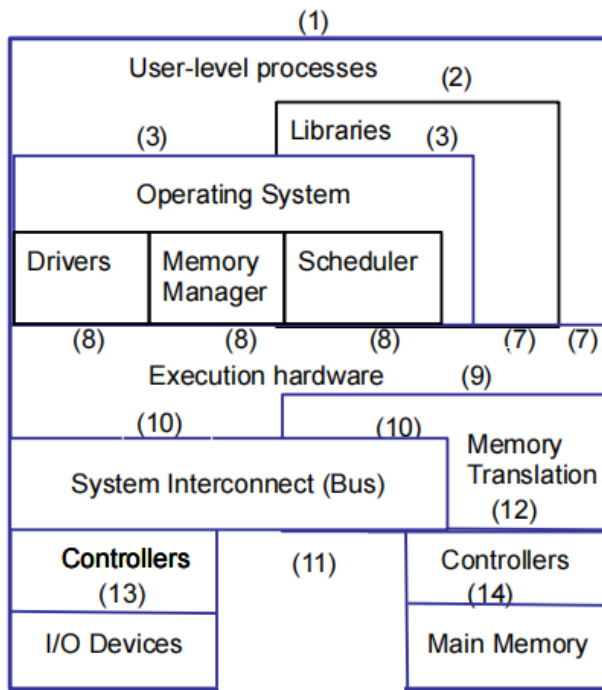 (1)
User-level processes
(2)
Libraries
(3)
(3)
Operating System
Drivers
Memory
Manager
Scheduler
(8)
(8)
(8)
(7)
(7)
Execution hardware
(9)
(10)
(10)
Memory
Translation
System Interconnect (Bus)
(12)
Controllers
(11)
Controllers
(13)
(14)
I/O Devices
Main Memory